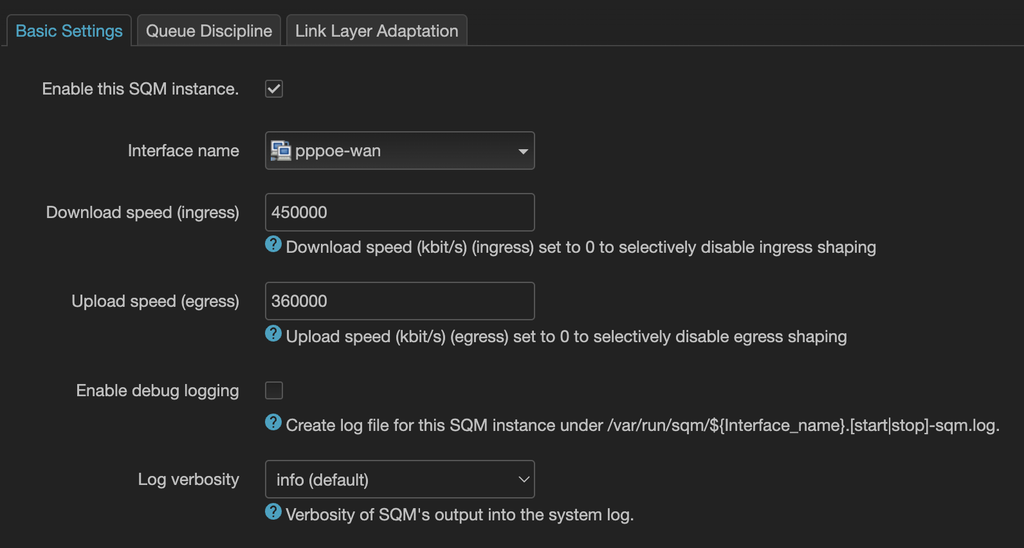 Basic Settings Queue Discipline Link Layer Adaptation
Enable this SQM instance.
Interface name pppoe-wan
Download speed (ingress) 450000
Download speed (kbit/s) (ingress) set to 0 to selectively disable ingress shaping
Upload speed (egress) 360000
Upload speed (kbit/s) (egress) set to 0 to selectively disable egress shaping
Enable debug logging
Create log file for this SQM instance under /var/run/sqm/${Interface_name}.[start|stop]-sqm.log.
Log verbosity info (default)
Verbosity of SQM's output into the system log.